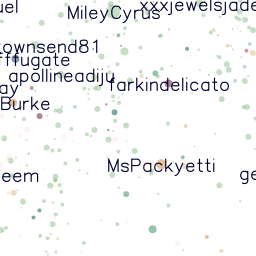 uel
MileyCyrus
xxxjewelsjade
ownsend81
ffugate
apollineadiju
ay
farkindelicato
Burke
MsPackyetti
eem
ge